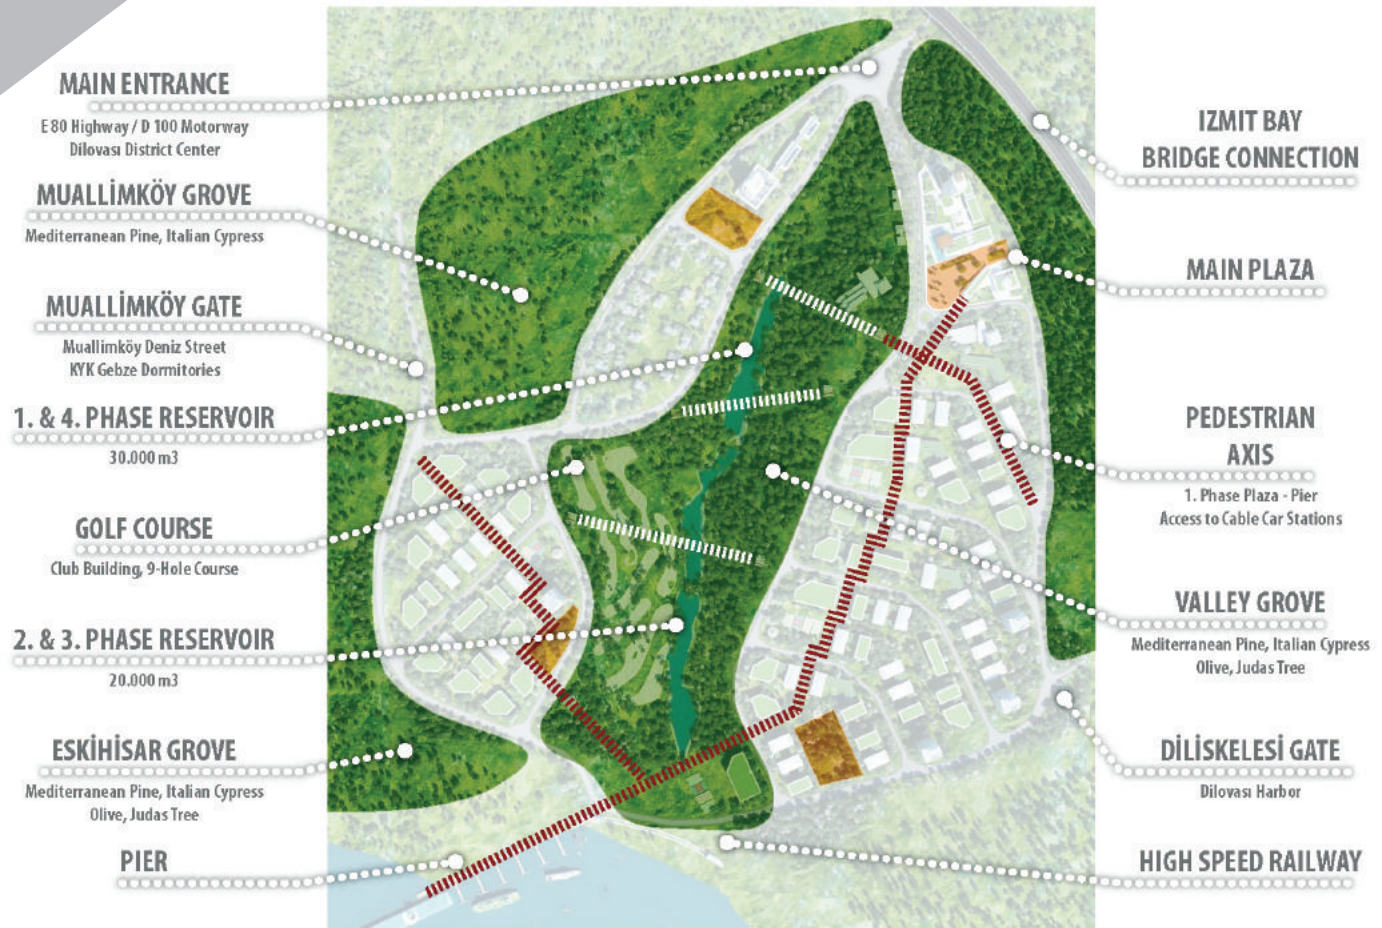 MAIN ENTRANCE
E 80 Highway / D 100 Motorway
Dilovası District Center
MUALLİMKÖY GROVE
Mediterranean Pine, Italian Cypress
MUALLİMKÖY GATE
Muallimköy Deniz Street
KYK Gebze Dormitories
1. & 4. PHASE RESERVOIR
30.000 m3
GOLF COURSE
Club Building, 9-Hole Course
2. & 3. PHASE RESERVOIR
20.000 m3
ESKİHİSAR GROVE
Mediterranean Pine, Italian Cypress
Olive, Judas Tree
PIER
IZMIT BAY
BRIDGE CONNECTION
MAIN PLAZA
PEDESTRIAN
AXIS
1. Phase Plaza - Pier
Access to Cable Car Stations
VALLEY GROVE
Mediterranean Pine, Italian Cypress
Olive, Judas Tree
DİLİSKELESİ GATE
Dilovası Harbor
HIGH SPEED RAILWAY